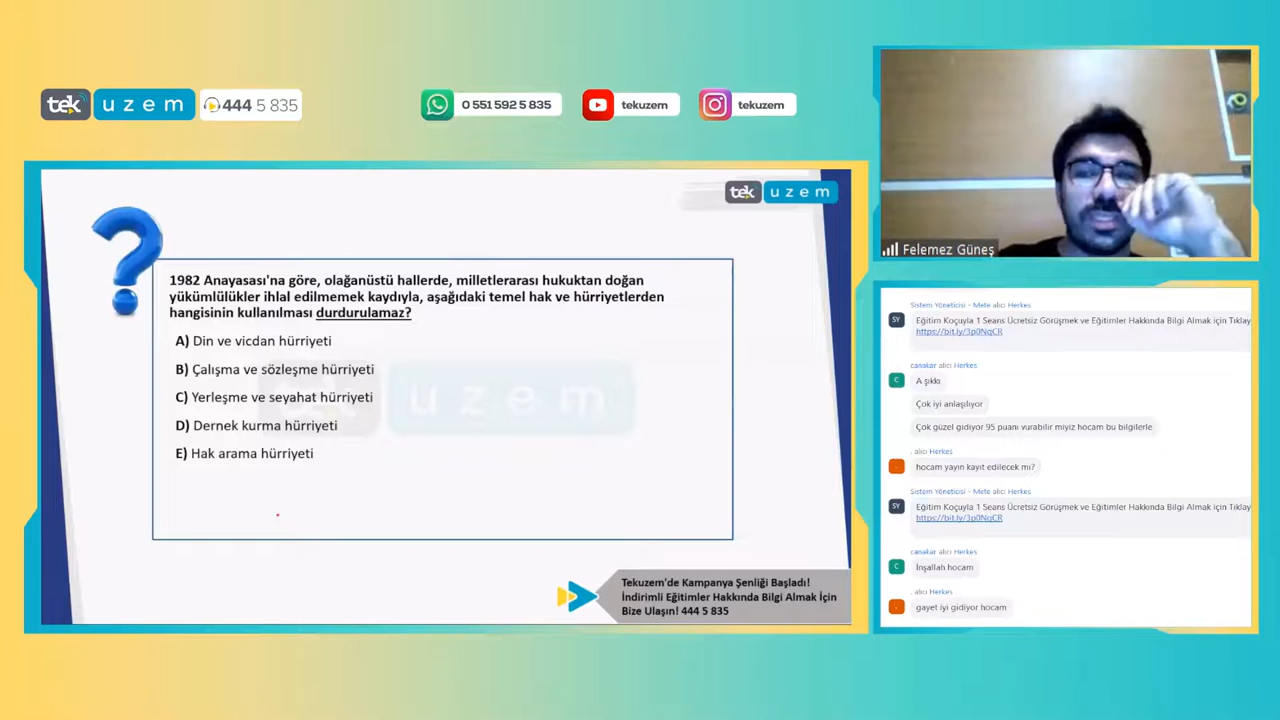 tek uzem 444 5 835
0 551 592 5 835
tekuzem
tekuzem
tek uzem
1982 Anayasası'na göre, olağanüstü hallerde, milletlerarası hukuktan doğan
yükümlülükler ihlal edilmemek kaydıyla, aşağıdaki temel hak ve hürriyetlerden
hangisinin kullanılması durdurulamaz?
A) Din ve vicdan hürriyeti
B) Çalışma ve sözleşme hürriyeti
C) Yerleşme ve seyahat hürriyeti
D) Dernek kurma hürriyeti
E) Hak arama hürriyeti
tek uzem
Tekuzem'de Kampanya Şenliği Başladı!
İndirimli Eğitimler Hakkında Bilgi Almak İçin
Bize Ulaşın! 444 5 835
Felemez Güneş
Sistem Yöneticisi - Mete alıcı Herkes
SY
Eğitim Koçuyla 1 Seans Ücretsiz Görüşmek ve Eğitimler Hakkında Bilgi Almak için Tıklay
https://bit.ly/3p0NqCR
canakar alıcı Herkes
C
A şıkkı
Çok iyi anlaşılıyor
Çok güzel gidiyor 95 puanı vurabilir miyiz hocam bu bilgilerle
. alıcı Herkes
.
hocam yayın kayıt edilecek mi?
Sistem Yöneticisi - Mete alıcı Herkes
SY
Eğitim Koçuyla 1 Seans Ücretsiz Görüşmek ve Eğitimler Hakkında Bilgi Almak için Tıklay
https://bit.ly/3p0NqCR
canakar alıcı Herkes
C
İnşallah hocam
. alıcı Herkes
.
gayet iyi gidiyor hocam